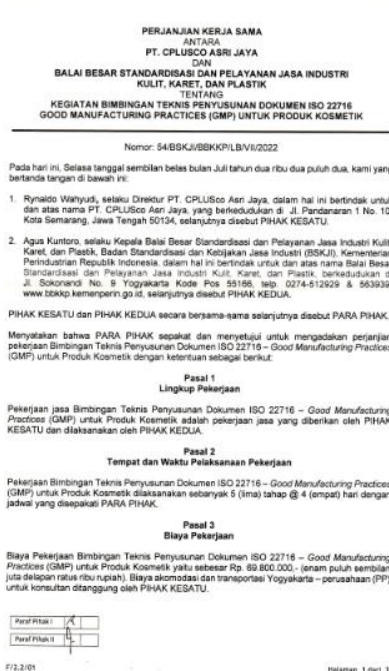 PERJANJIAN KERJA SAMA
ANTARA
PT. CPLUSCO ASRI JAYA
DAN
BALAI BESAR STANDARDISASI DAN PELAYANAN JASA INDUSTRI
KULIT, KARET, DAN PLASTIK
TENTANG
KEGIATAN BIMBINGAN TEKNIS PENYUSUNAN DOKUMEN ISO 22716
GOOD MANUFACTURING PRACTICES (GMP) UNTUK PRODUK KOSMETIK
Nomor: 54/BSKJI/BBKKP/LB/VII/2022
Pada hari ini, Selasa tanggal sembilan belas bulan Juli tahun dua ribu dua puluh dua, kami yang
bertanda tangan di bawah ini:
1. Rynaldo Wahyudi, selaku Direktur PT. CPLUSCo Asri Jaya, dalam hal ini bertindak untuk
dan atas nama PT. CPLUSCo Asri Jaya, yang berkedudukan di Jl. Pandanaran 1 No. 10
Kota Semarang, Jawa Tengah 50134, selanjutnya disebut PIHAK KESATU.
2. Agus Kuntoro, selaku Kepala Balai Besar Standardisasi dan Pelayanan Jasa Industri Kulit
Karet, dan Plastik, Badan Standardisasi dan Kebijakan Jasa Industri (BSKJI), Kementerian
Perindustrian Republik Indonesia, dalam hal ini bertindak untuk dan atas nama Balai Besar
Standardisasi dan Pelayanan Jasa Industri Kulit, Karet, dan Plastik, berkedudukan d
Jl. Sokonandi No. 9 Yogyakarta Kode Pos 55166, telp. 0274-512929 & 563939
www.bbkkp.kemenperin.go.id, selanjutnya disebut PIHAK KEDUA.
PIHAK KESATU dan PIHAK KEDUA secara bersama-sama selanjutnya disebut PARA PIHAK.
Menyatakan bahwa PARA PIHAK sepakat dan menyetujui untuk mengadakan perjanjian
pekerjaan Bimbingan Teknis Penyusunan Dokumen ISO 22716 – Good Manufacturing Practices
(GMP) untuk Produk Kosmetik dengan ketentuan sebagai berikut:
Pasal 1
Lingkup Pekerjaan
Pekerjaan jasa Bimbingan Teknis Penyusunan Dokumen ISO 22716 – Good Manufacturing
Practices (GMP) untuk Produk Kosmetik adalah pekerjaan jasa yang diberikan oleh PIHAK
KESATU dan dilaksanakan oleh PIHAK KEDUA.
Pasal 2
Tempat dan Waktu Pelaksanaan Pekerjaan
Pekerjaan Bimbingan Teknis Penyusunan Dokumen ISO 22716 – Good Manufacturing Practices
(GMP) untuk Produk Kosmetik dilaksanakan sebanyak 5 (lima) tahap @ 4 (empat) hari dengan
jadwal yang disepakati PARA PIHAK.
Pasal 3
Biaya Pekerjaan
Biaya Pekerjaan Bimbingan Teknis Penyusunan Dokumen ISO 22716 – Good Manufacturing
Practices (GMP) untuk Produk Kosmetik yaitu sebesar Rp. 69.800.000,- (enam puluh sembilan
juta delapan ratus ribu rupiah). Biaya akomodasi dan transportasi Yogyakarta – perusahaan (PP)
untuk konsultan ditanggung oleh PIHAK KESATU.
Paraf Pihak I
Paraf Pihak II
F/2.2/01
Halaman 1 dari 3